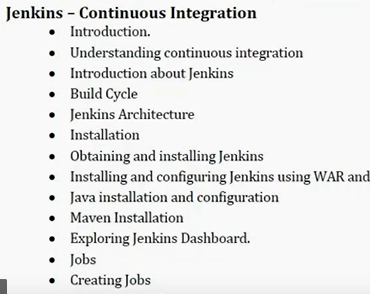 Jenkins – Continuous Integration
• Introduction.
• Understanding continuous integration
• Introduction about Jenkins
• Build Cycle
• Jenkins Architecture
• Installation
• Obtaining and installing Jenkins
• Installing and configuring Jenkins using WAR and
• Java installation and configuration
• Maven Installation
• Exploring Jenkins Dashboard.
• Jobs
• Creating Jobs